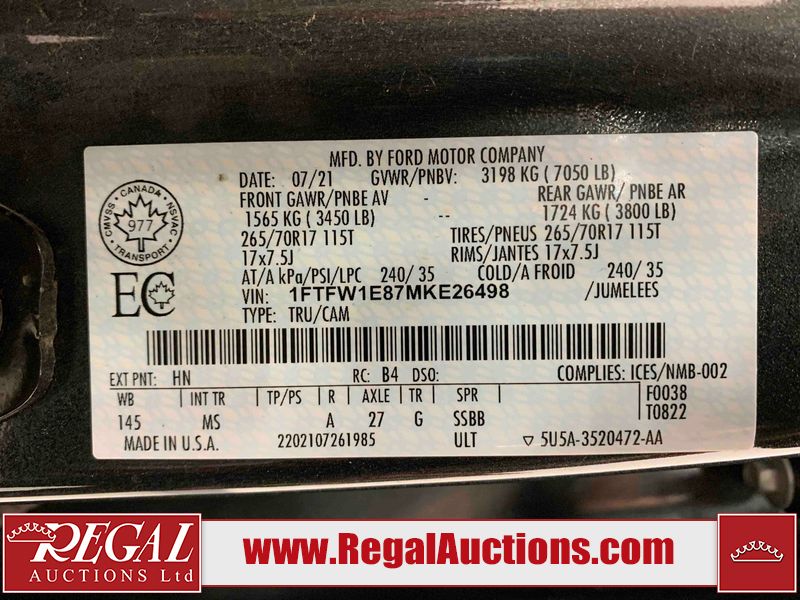 MFD. BY FORD MOTOR COMPANY
DATE: 07/21 GVWR/PNBV: 3198 KG ( 7050 LB)
FRONT GAWR/PNBE AV - REAR GAWR/ PNBE AR
1565 KG ( 3450 LB) -- 1724 KG ( 3800 LB)
265/70R17 115T TIRES/PNEUS 265/70R17 115T
17x7.5J RIMS/JANTES 17x7.5J
AT/A kPa/PSI/LPC 240/ 35 COLD/A FROID 240/ 35
VIN: 1FTFW1E87MKE26498 /JUMELEES
TYPE: TRU/CAM
CMVSS · CANADA · NSVAC
977
TRANSPORT
EC
EXT PNT: HN RC: B4 DSO: COMPLIES: ICES/NMB-002
WB INT TR TP/PS R AXLE TR SPR F0038
145 MS A 27 G SSBB T0822
MADE IN U.S.A. 2202107261985 ULT ▽ 5U5A-3520472-AA
REGAL
AUCTIONS Ltd
www.RegalAuctions.com